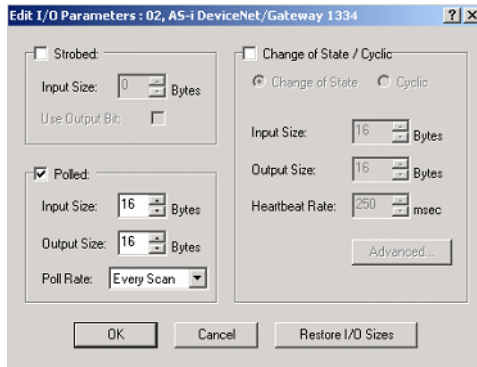 Edit I/O Parameters : 02, AS-i DeviceNet/Gateway 1334
Strobed:
Input Size: 0 Bytes
Use Output Bit:
Polled:
Input Size: 16 Bytes
Output Size: 16 Bytes
Poll Rate: Every Scan
Change of State / Cyclic
Change of State Cyclic
Input Size: 16 Bytes
Output Size: 16 Bytes
Heartbeat Rate: 250 msec
Advanced...
OK Cancel Restore I/O Sizes